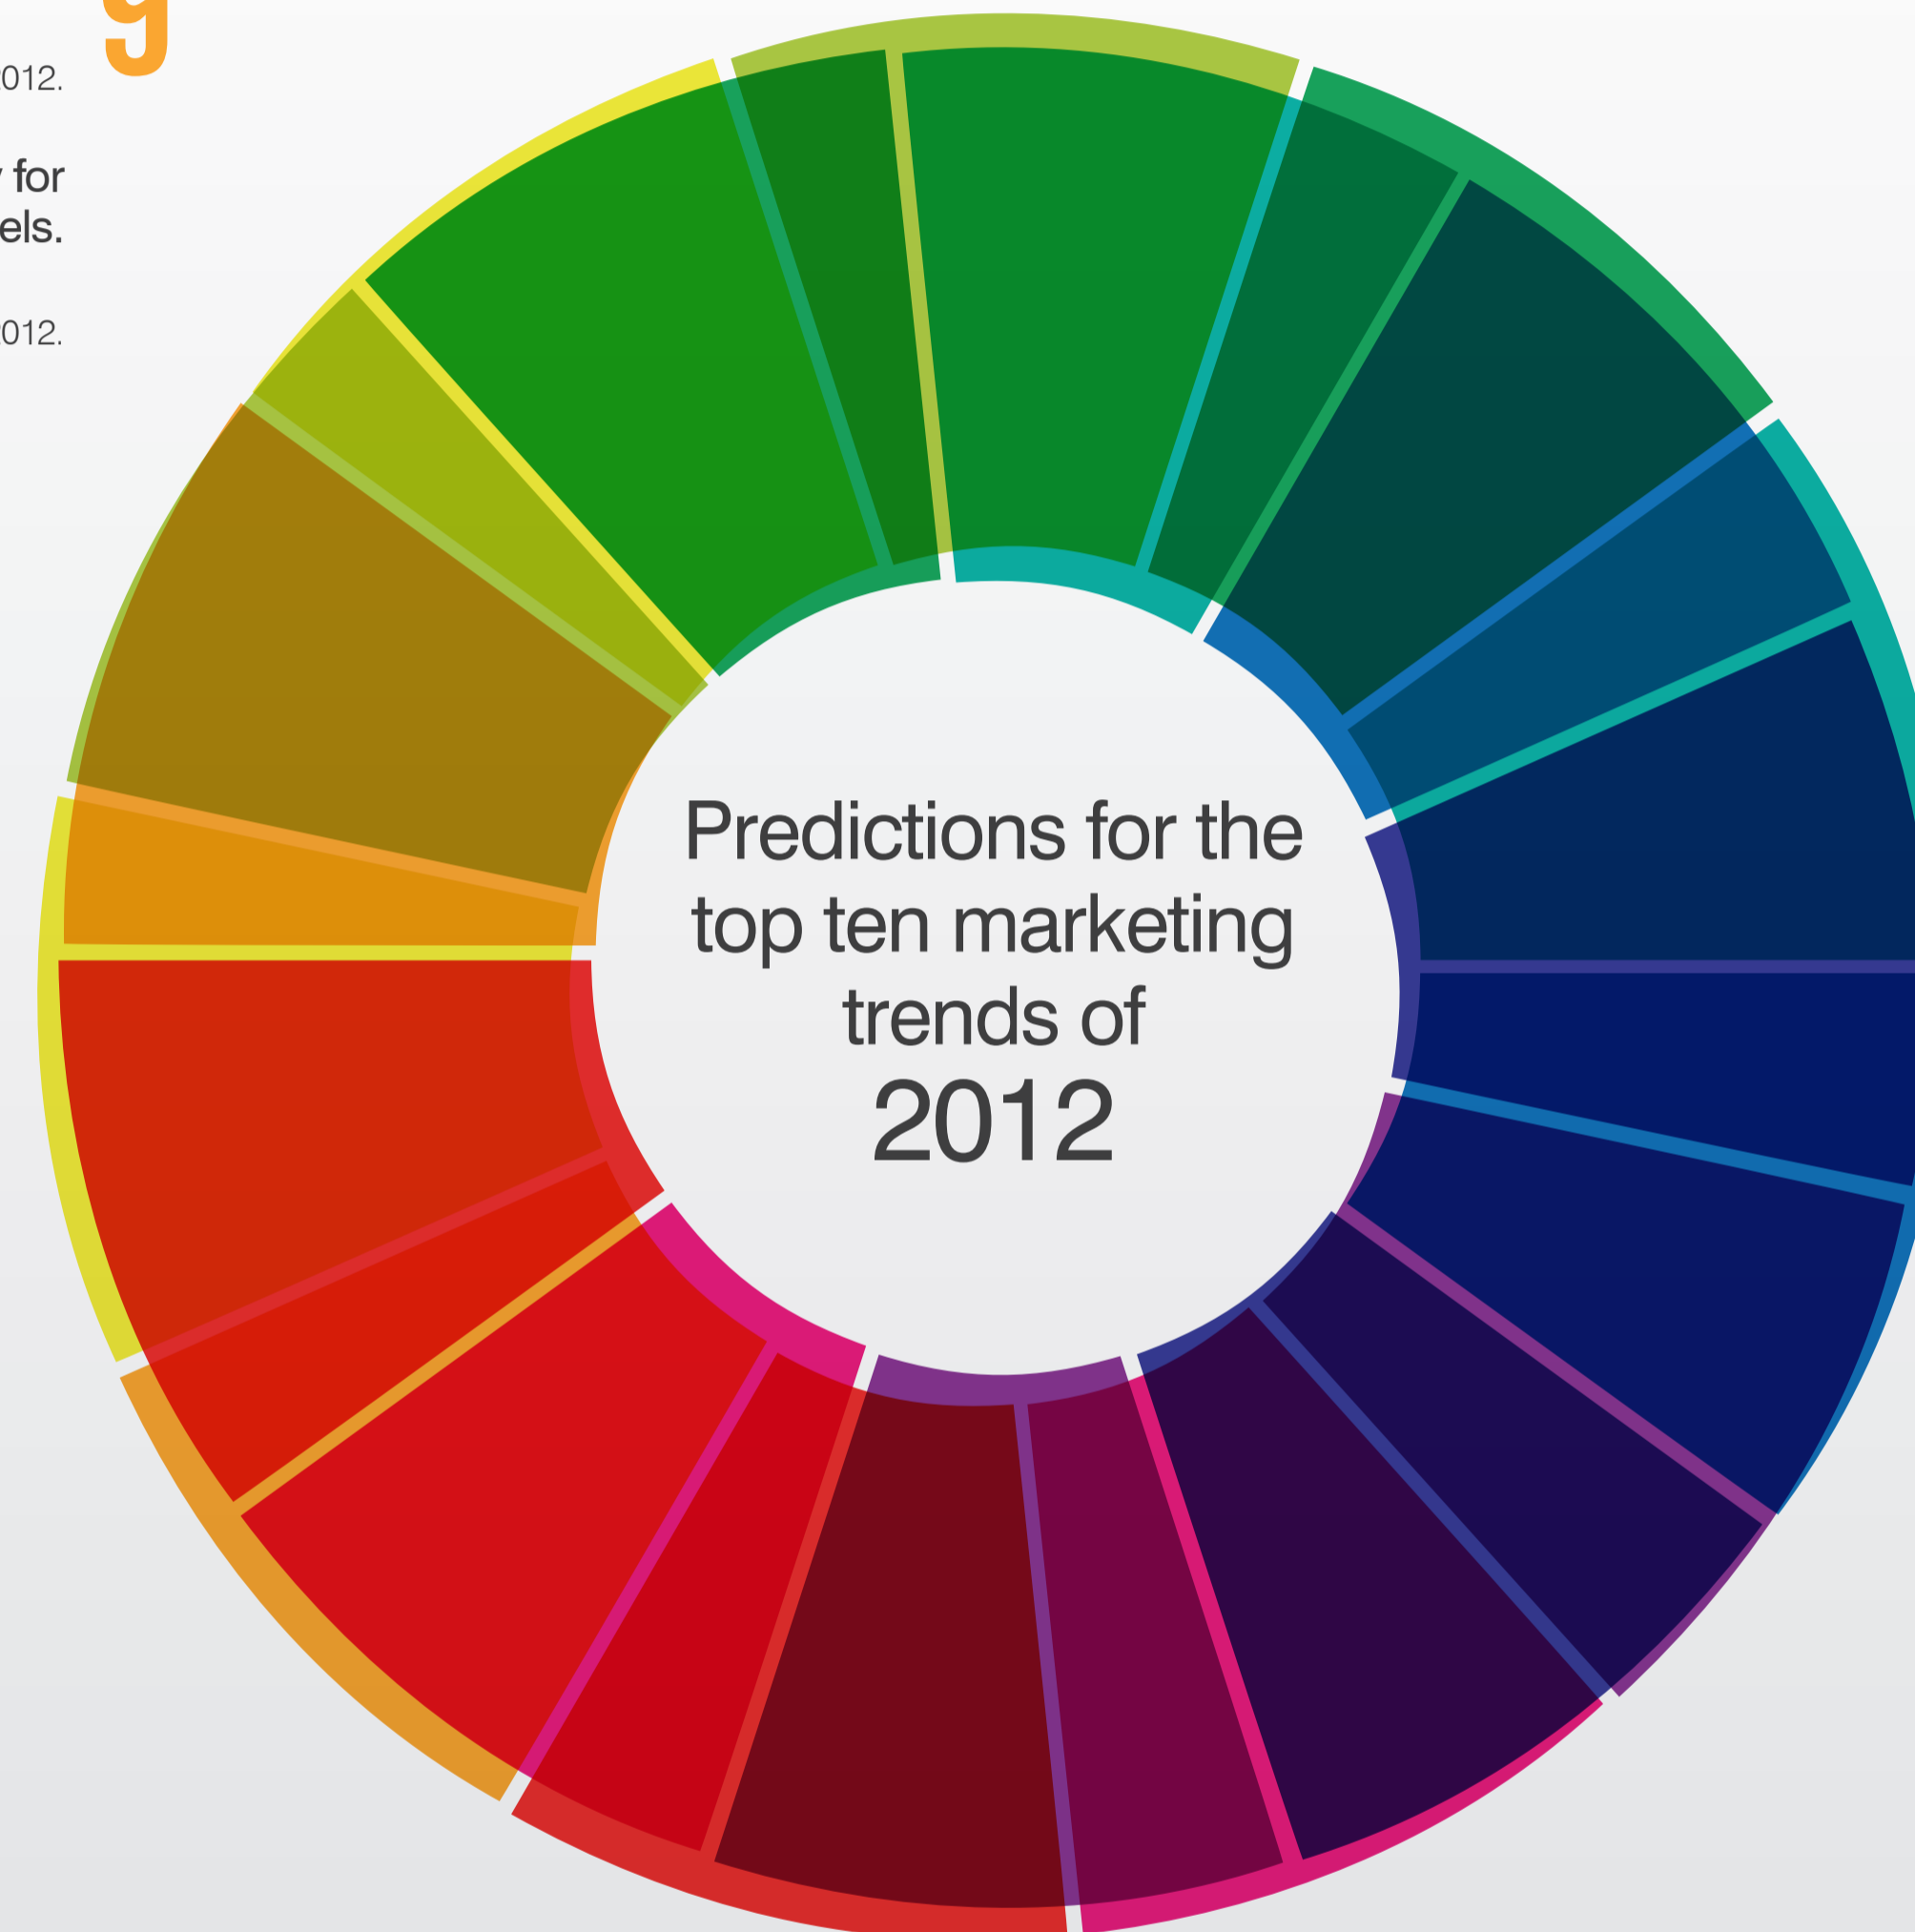 g
012.
for
els.
012.
Predictions for the
top ten marketing
trends of
2012